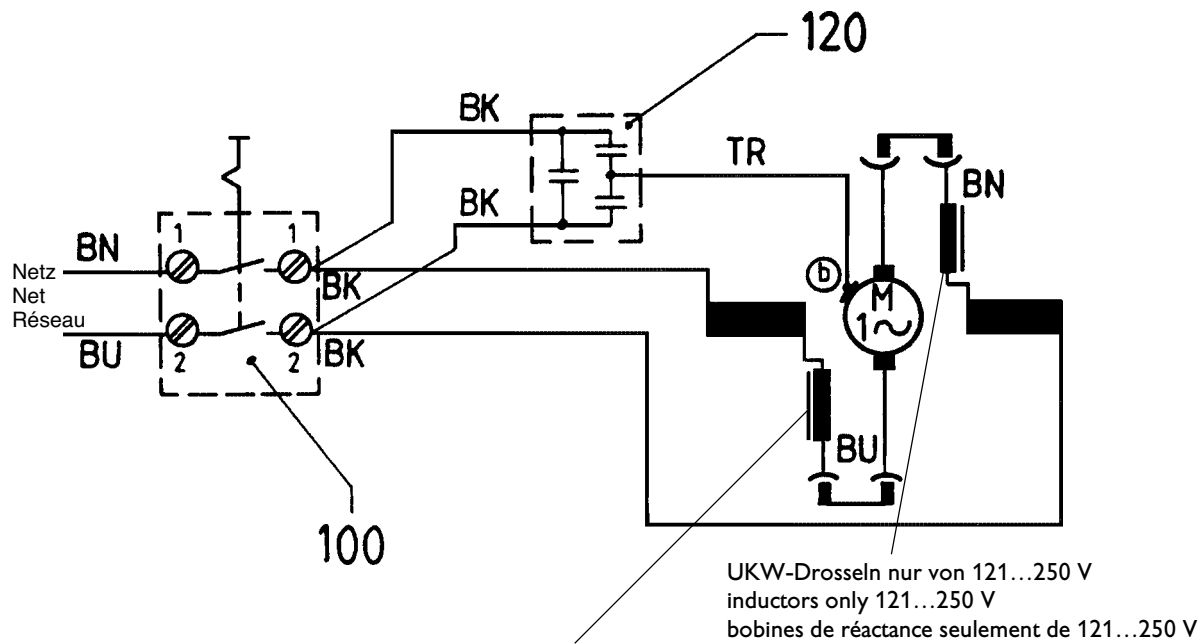 120
BK
TR
BN
BK
1
1
BN
Netz
Net
Réseau
BK
b
M
1~
BU
2
2
BK
BU
100
UKW-Drosseln nur von 121…250 V
inductors only 121…250 V
bobines de réactance seulement de 121…250 V